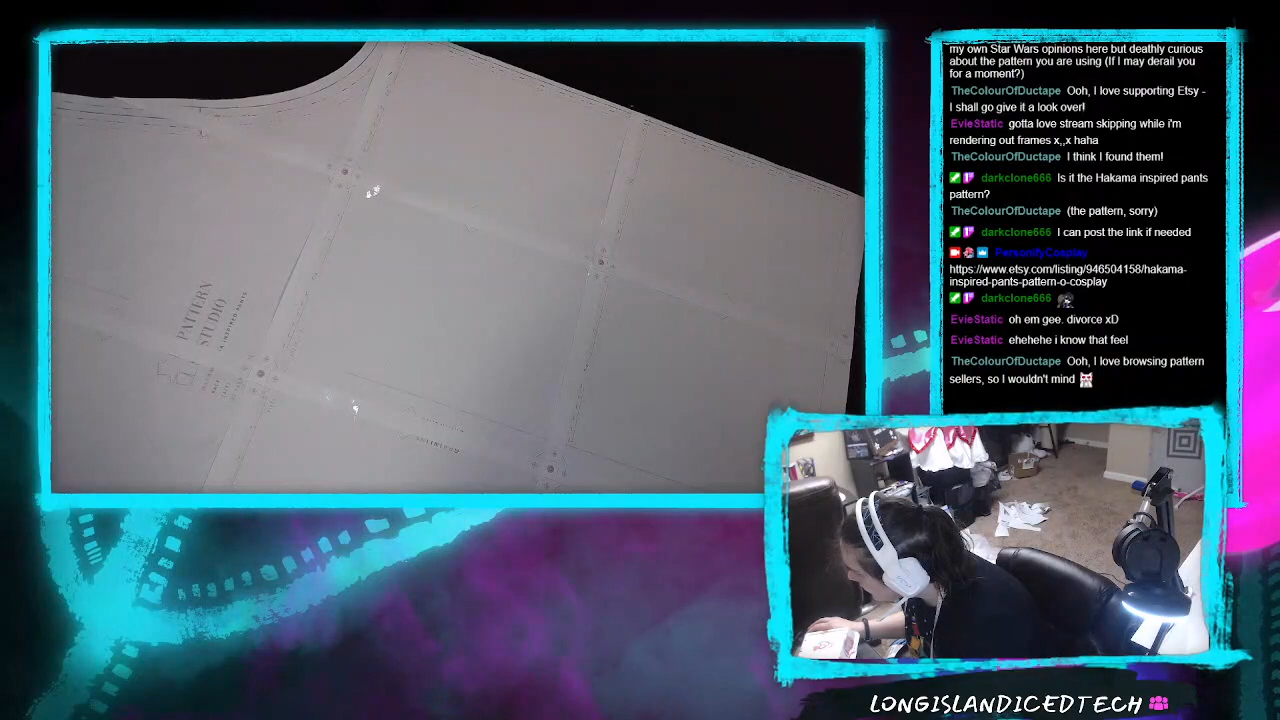 my own Star Wars opinions here but deathly curious
about the pattern you are using (If I may derail you
for a moment?)
TheColourOfDuctape Ooh, I love supporting Etsy -
I shall go give it a look over!
EvieStatic gotta love stream skipping while i'm
rendering out frames x,,x haha
TheColourOfDuctape I think I found them!
darkclone666 Is it the Hakama inspired pants
pattern?
TheColourOfDuctape (the pattern, sorry)
darkclone666 I can post the link if needed
PersonifyCosplay
https://www.etsy.com/listing/946504158/hakama-
inspired-pants-pattern-o-cosplay
darkclone666
EvieStatic oh em gee. divorce xD
EvieStatic ehehehe i know that feel
TheColourOfDuctape Ooh, I love browsing pattern
sellers, so I wouldn't mind
PATTERN
STUDIO
INSPIRED PANTS
LONGISLANDICEDTECH